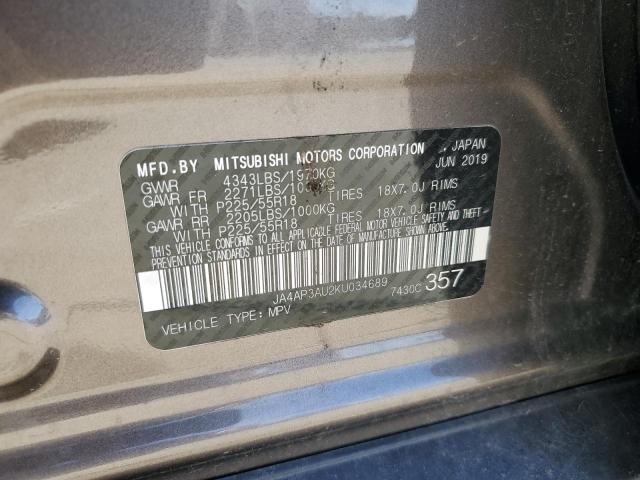 MFD.BY MITSUBISHI MOTORS CORPORATION , JAPAN
GVWR 4343LBS/1970KG JUN 2019
GAWR FR 2271LBS/
WITH P225/55R18 TIRES 18X7.0J RIMS
GAWR RR 2205LBS/1000KG
WITH P225/55R18 TIRES 18X7.0J RIMS
THIS VEHICLE CONFORMS TO ALL APPLICABLE FEDERAL MOTOR VEHICLE SAFETY AND THEFT-
PREVENTION STANDARDS IN EFFECT ON THE DATE OF MANUFACTURE SHOWN ABOVE.
JA4AP3AU2KU034689 7430C 357
VEHICLE TYPE: MPV